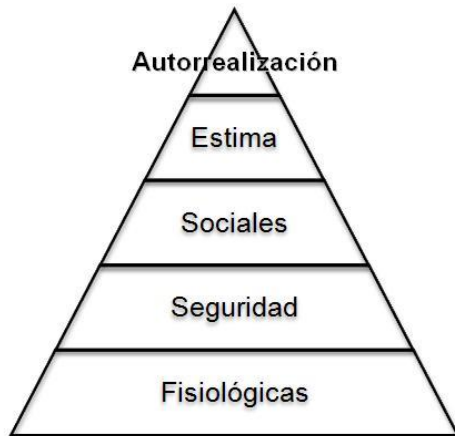 Autorrealización
Estima
Sociales
Seguridad
Fisiológicas